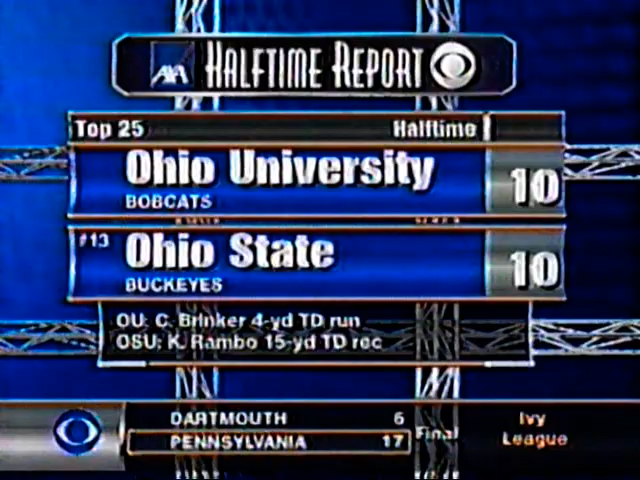 AXA HALFTIME REPORT
Top 25 Halftime
Ohio University 10
BOBCATS
#13 Ohio State 10
BUCKEYES
OU: C. Brinker 4-yd TD run
OSU: K. Rambo 15-yd TD rec
DARTMOUTH 6
PENNSYLVANIA 17
Final
Ivy
League